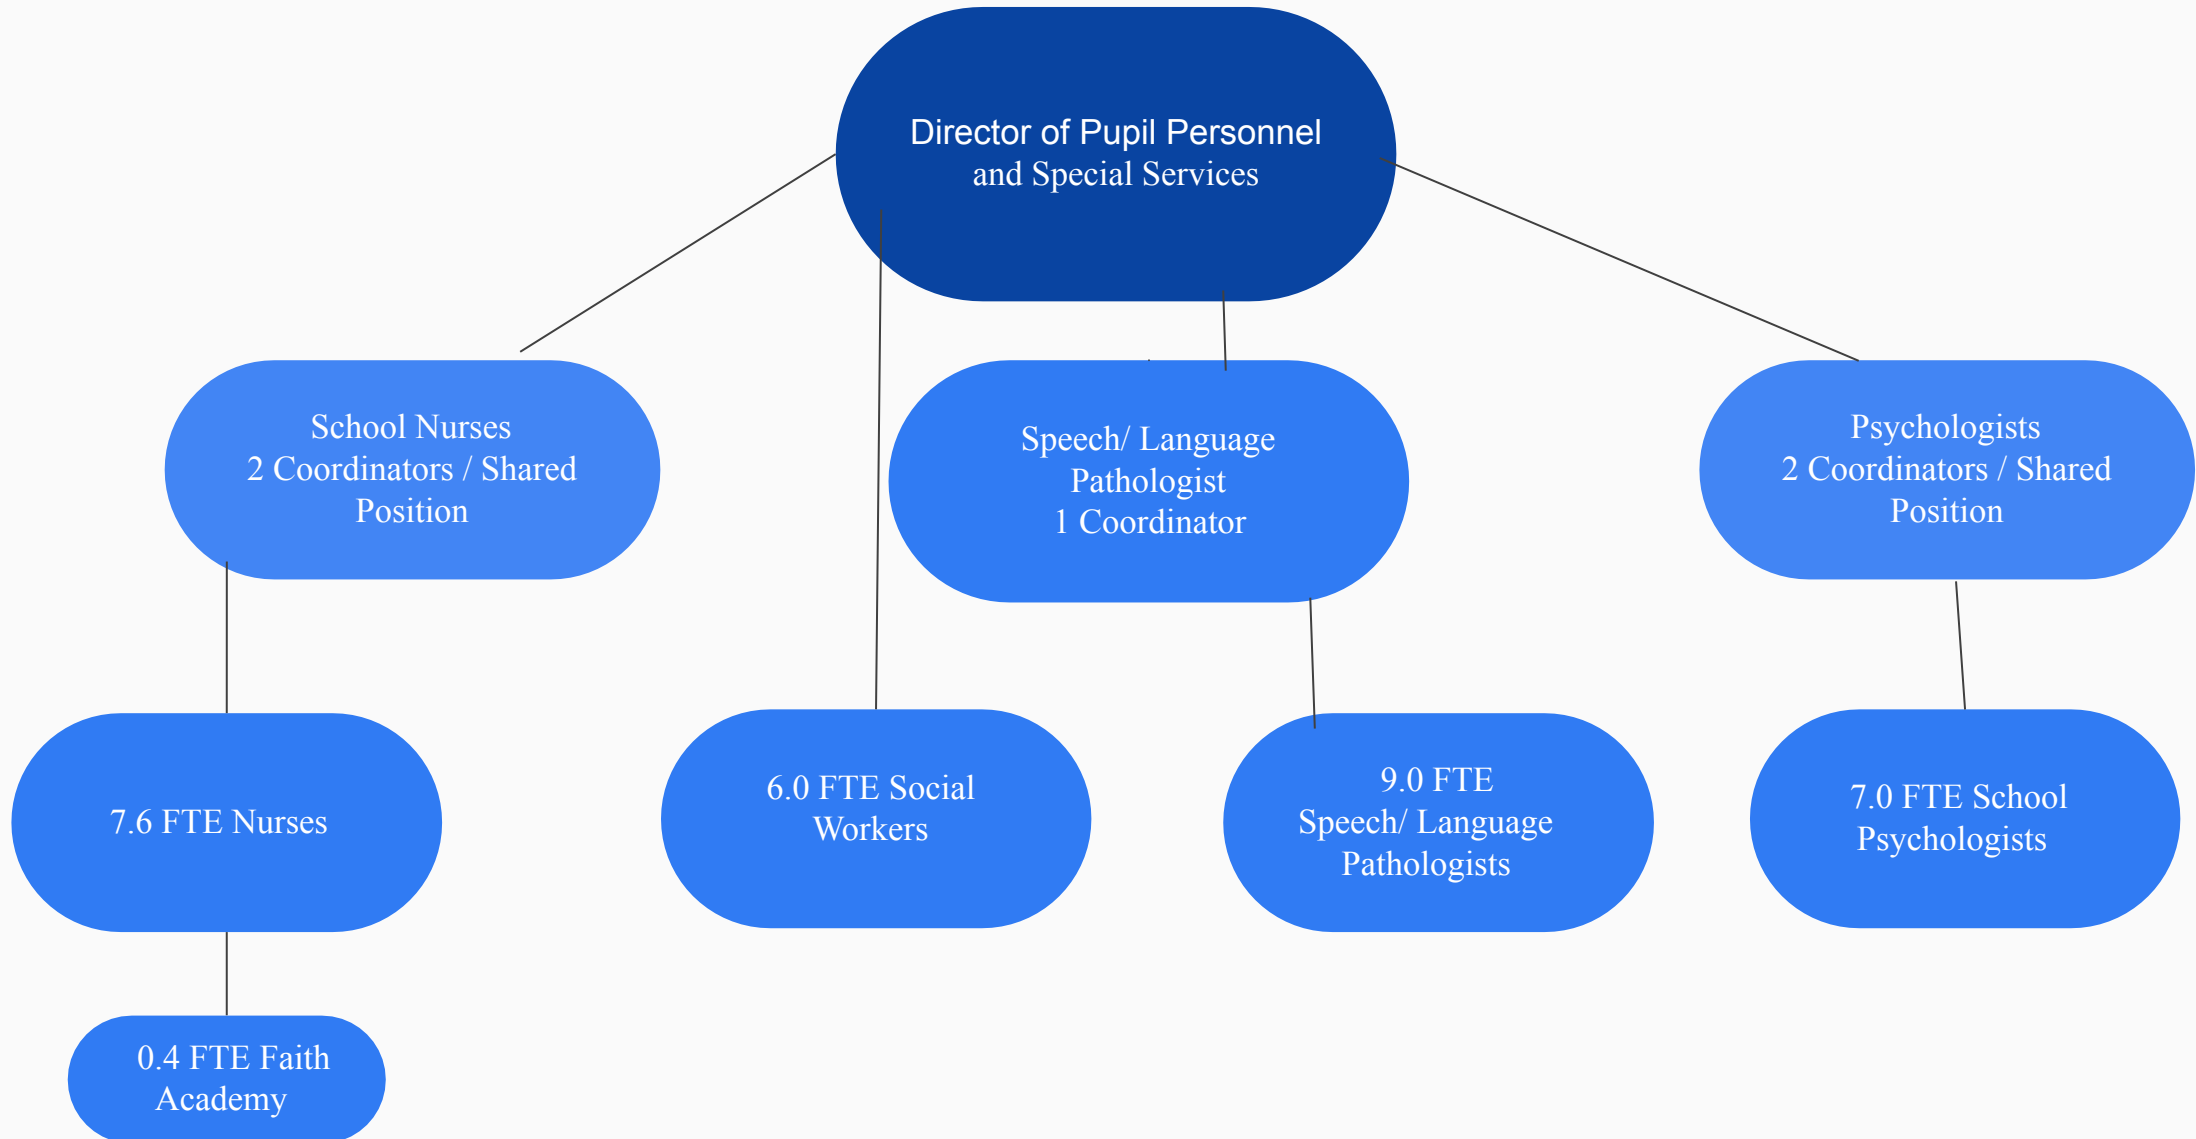 Director of Pupil Personnel
and Special Services
School Nurses
2 Coordinators / Shared
Position
Speech/ Language
Pathologist
1 Coordinator
Psychologists
2 Coordinators / Shared
Position
7.6 FTE Nurses
6.0 FTE Social
Workers
9.0 FTE
Speech/ Language
Pathologists
7.0 FTE School
Psychologists
0.4 FTE Faith
Academy